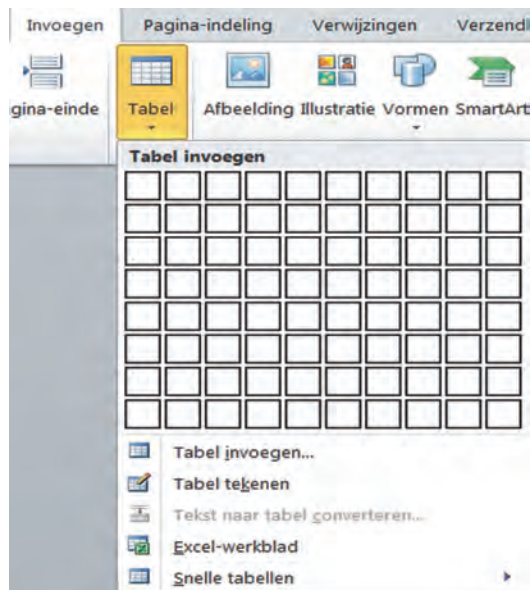 Invoegen Pagina-indeling Verwijzingen Verzendl
gina-einde Tabel Afbeelding Illustratie Vormen SmartArt
Tabel invoegen
Tabel invoegen...
Tabel tekenen
Tekst naar tabel converteren...
Excel-werkblad
Snelle tabellen